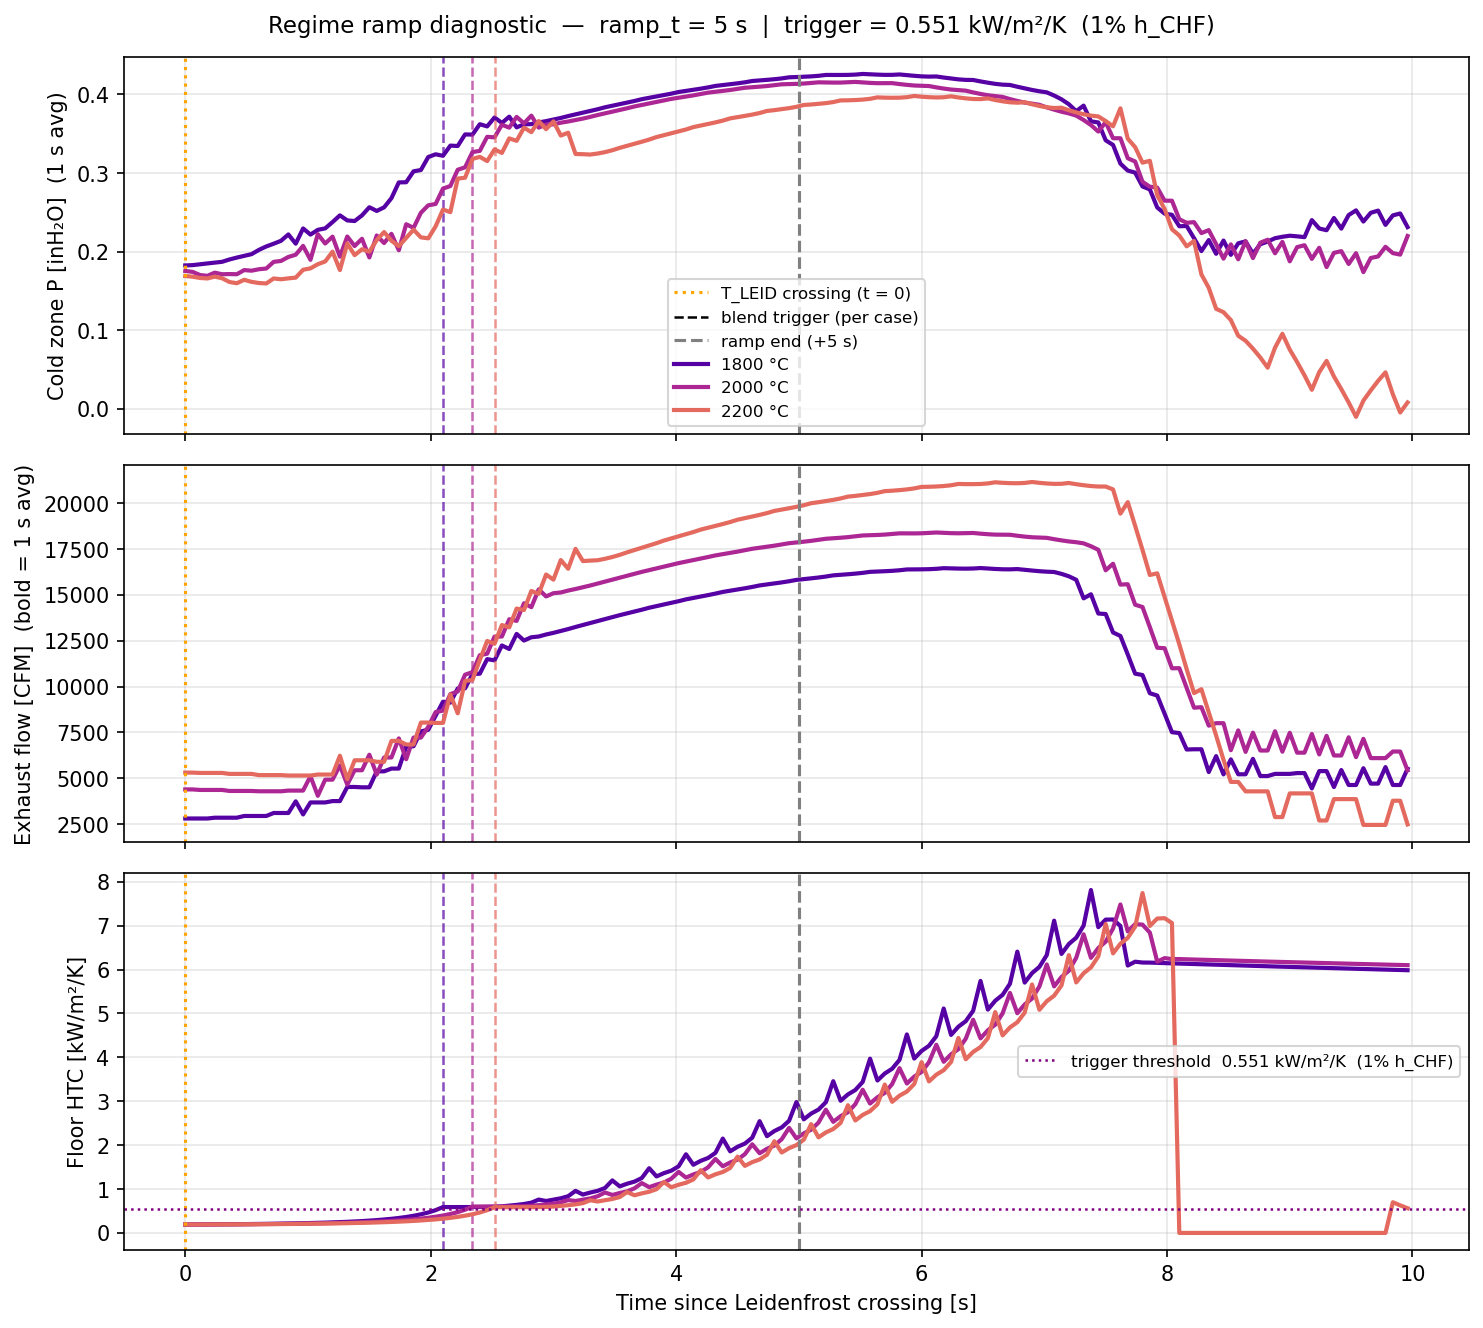 Regime ramp diagnostic — ramp_t = 5 s | trigger = 0.551 kW/m²/K (1% h_CHF)
Cold zone P [inH₂O] (1 s avg)
0.4
0.3
0.2
0.1
0.0
T_LEID crossing (t = 0)
blend trigger (per case)
ramp end (+5 s)
1800 °C
2000 °C
2200 °C
Exhaust flow [CFM] (bold = 1 s avg)
20000
17500
15000
12500
10000
7500
5000
2500
Floor HTC [kW/m²/K]
8
7
6
5
4
3
2
1
0
trigger threshold 0.551 kW/m²/K (1% h_CHF)
0 2 4 6 8 10
Time since Leidenfrost crossing [s]